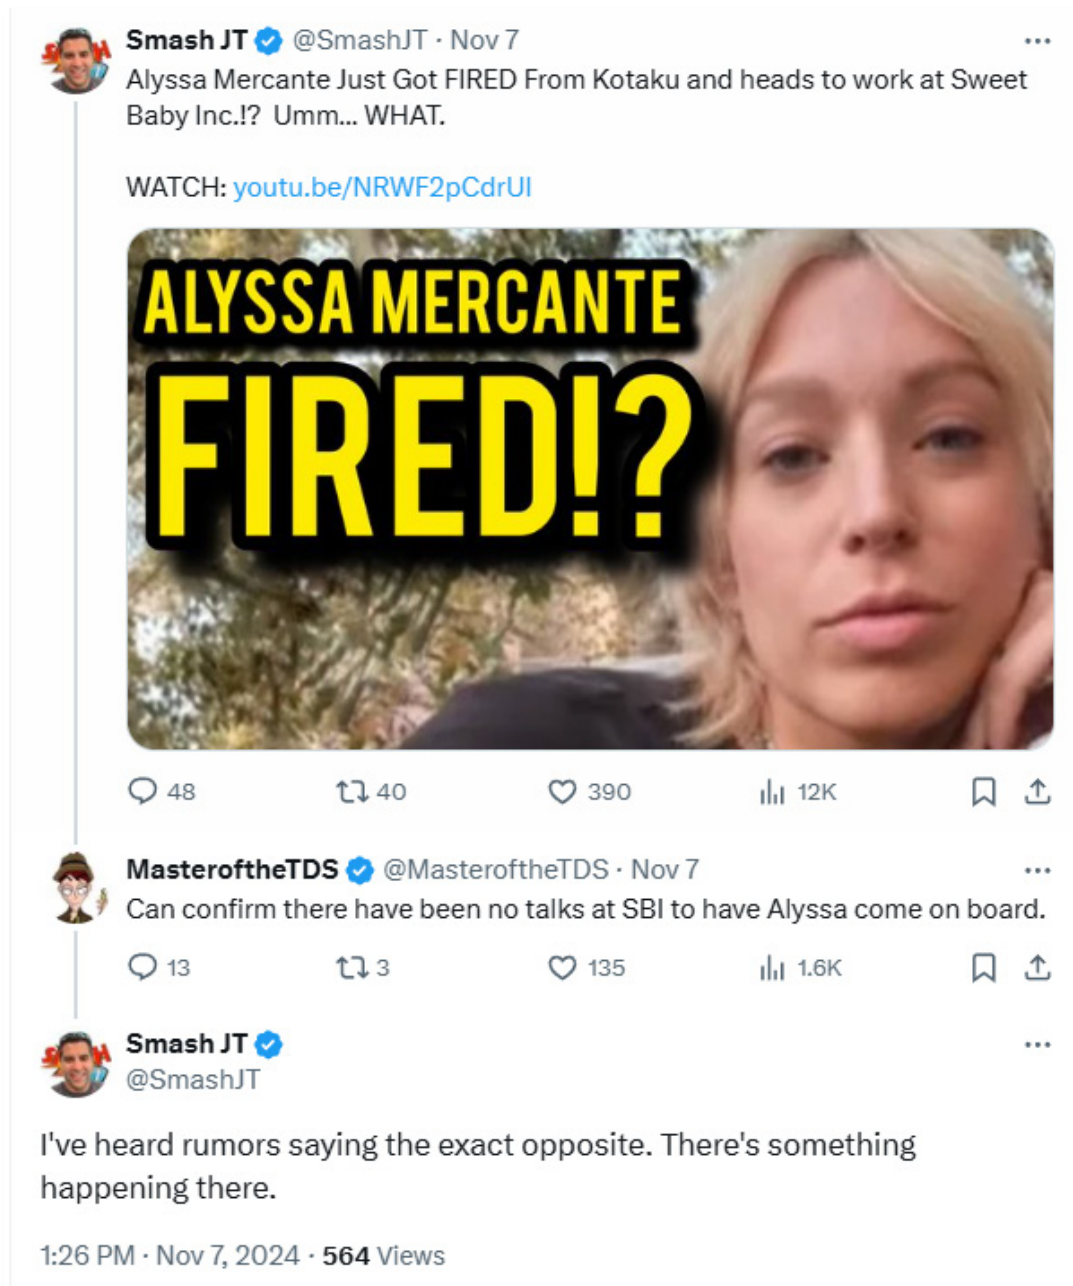 Smash JT @SmashJT · Nov 7
Alyssa Mercante Just Got FIRED From Kotaku and heads to work at Sweet
Baby Inc.!? Umm... WHAT.
WATCH: youtu.be/NRWF2pCdrUI
ALYSSA MERCANTE
FIRED!?
48 40 390 12K
MasteroftheTDS @MasteroftheTDS · Nov 7
Can confirm there have been no talks at SBI to have Alyssa come on board.
13 3 135 1.6K
Smash JT
@SmashJT
I've heard rumors saying the exact opposite. There's something
happening there.
1:26 PM · Nov 7, 2024 · 564 Views